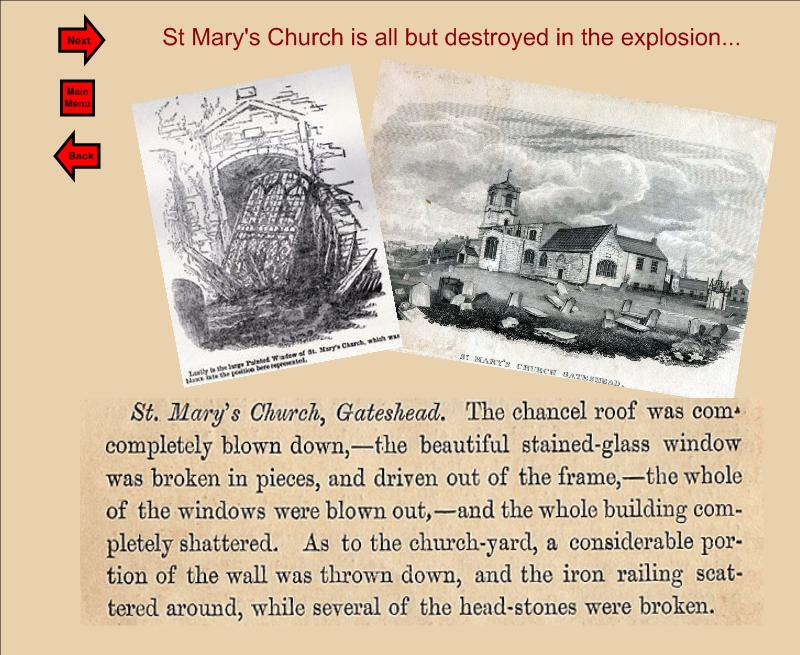 Next
St Mary's Church is all but destroyed in the explosion...
Main
Menu
Back
Lastly is the large Painted Window of St. Mary's Church, which was
blown into the position here represented.
ST MARY'S CHURCH GATESHEAD.
St. Mary's Church, Gateshead. The chancel roof was com-
completely blown down,—the beautiful stained-glass window
was broken in pieces, and driven out of the frame,—the whole
of the windows were blown out,—and the whole building com-
pletely shattered. As to the church-yard, a considerable por-
tion of the wall was thrown down, and the iron railing scat-
tered around, while several of the head-stones were broken.